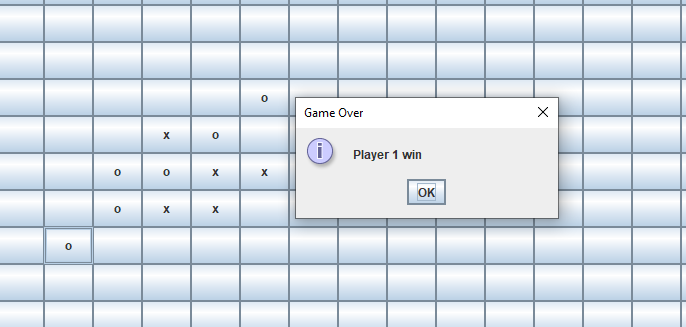 Game Over
Player 1 win
OK
o
x o
o o x x
o x x
o